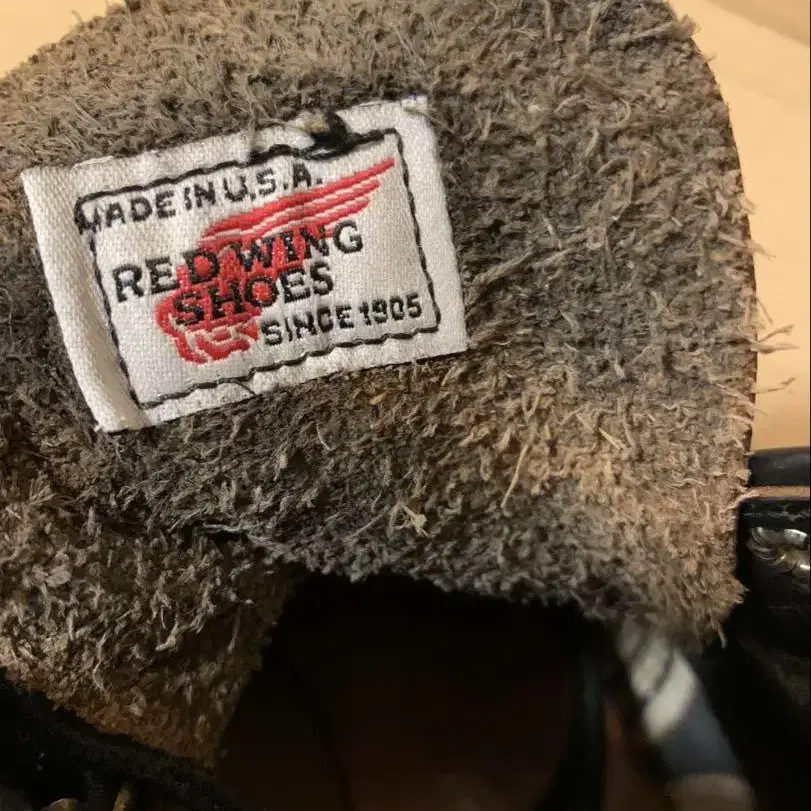 MADE IN U.S.A.
RED WING
SHOES
SINCE 1905